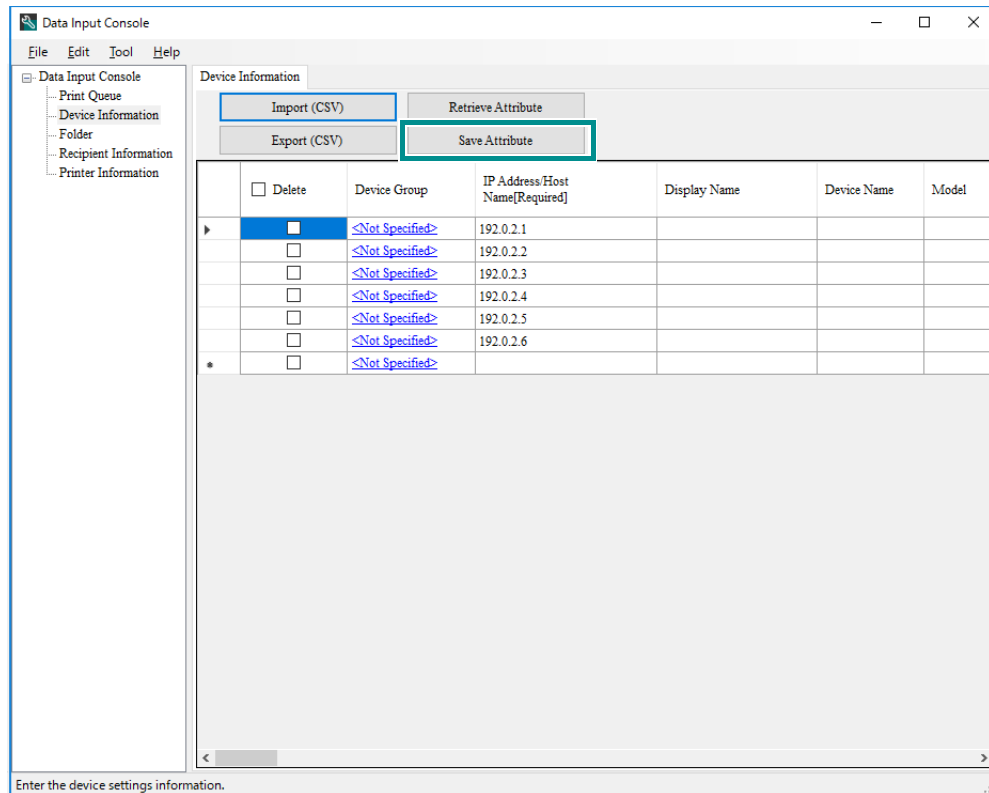 Data Input Console
File Edit Tool Help
Data Input Console
Print Queue
Device Information
Folder
Recipient Information
Printer Information
Device Information
Import (CSV) Retrieve Attribute
Export (CSV) Save Attribute
Delete Device Group IP Address/Host Name[Required] Display Name Device Name Model
<Not Specified> 192.0.2.1
<Not Specified> 192.0.2.2
<Not Specified> 192.0.2.3
<Not Specified> 192.0.2.4
<Not Specified> 192.0.2.5
<Not Specified> 192.0.2.6
<Not Specified>
Enter the device settings information.